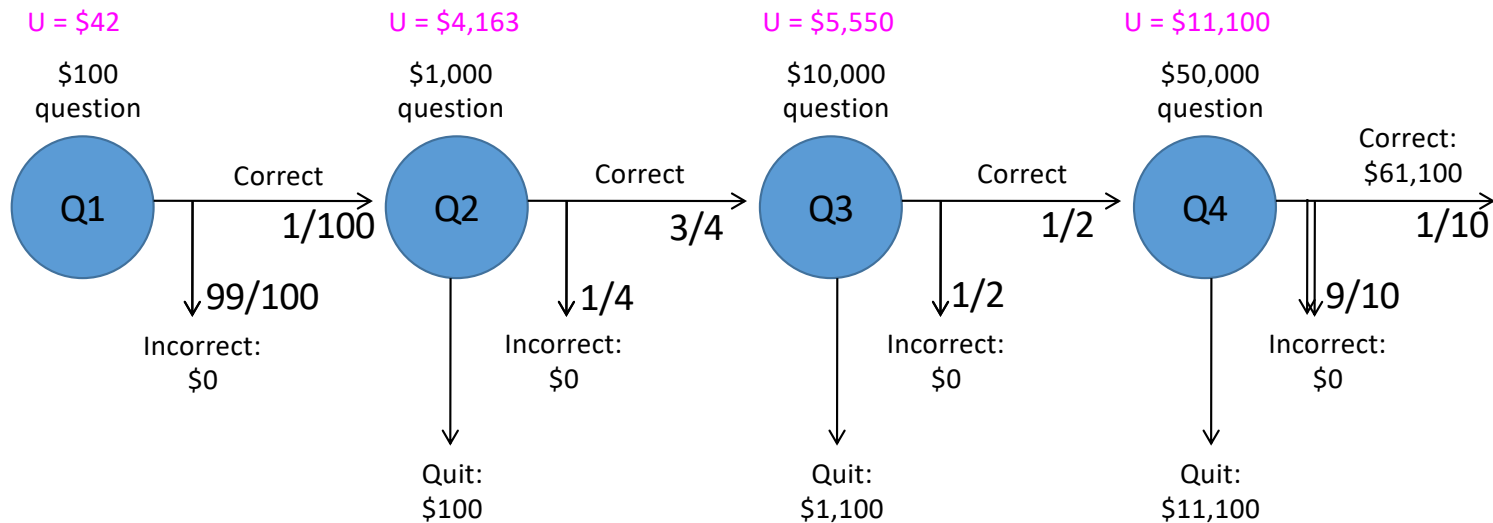 U = $42
U = $4,163
U = $5,550
U = $11,100
$100
question
$1,000
question
$10,000
question
$50,000
question
Correct:
$61,100
Q1
Correct
1/100
Q2
Correct
3/4
Q3
Correct
1/2
Q4
1/10
99/100
1/4
1/2
9/10
Incorrect:
$0
Incorrect:
$0
Incorrect:
$0
Incorrect:
$0
Quit:
$100
Quit:
$1,100
Quit:
$11,100